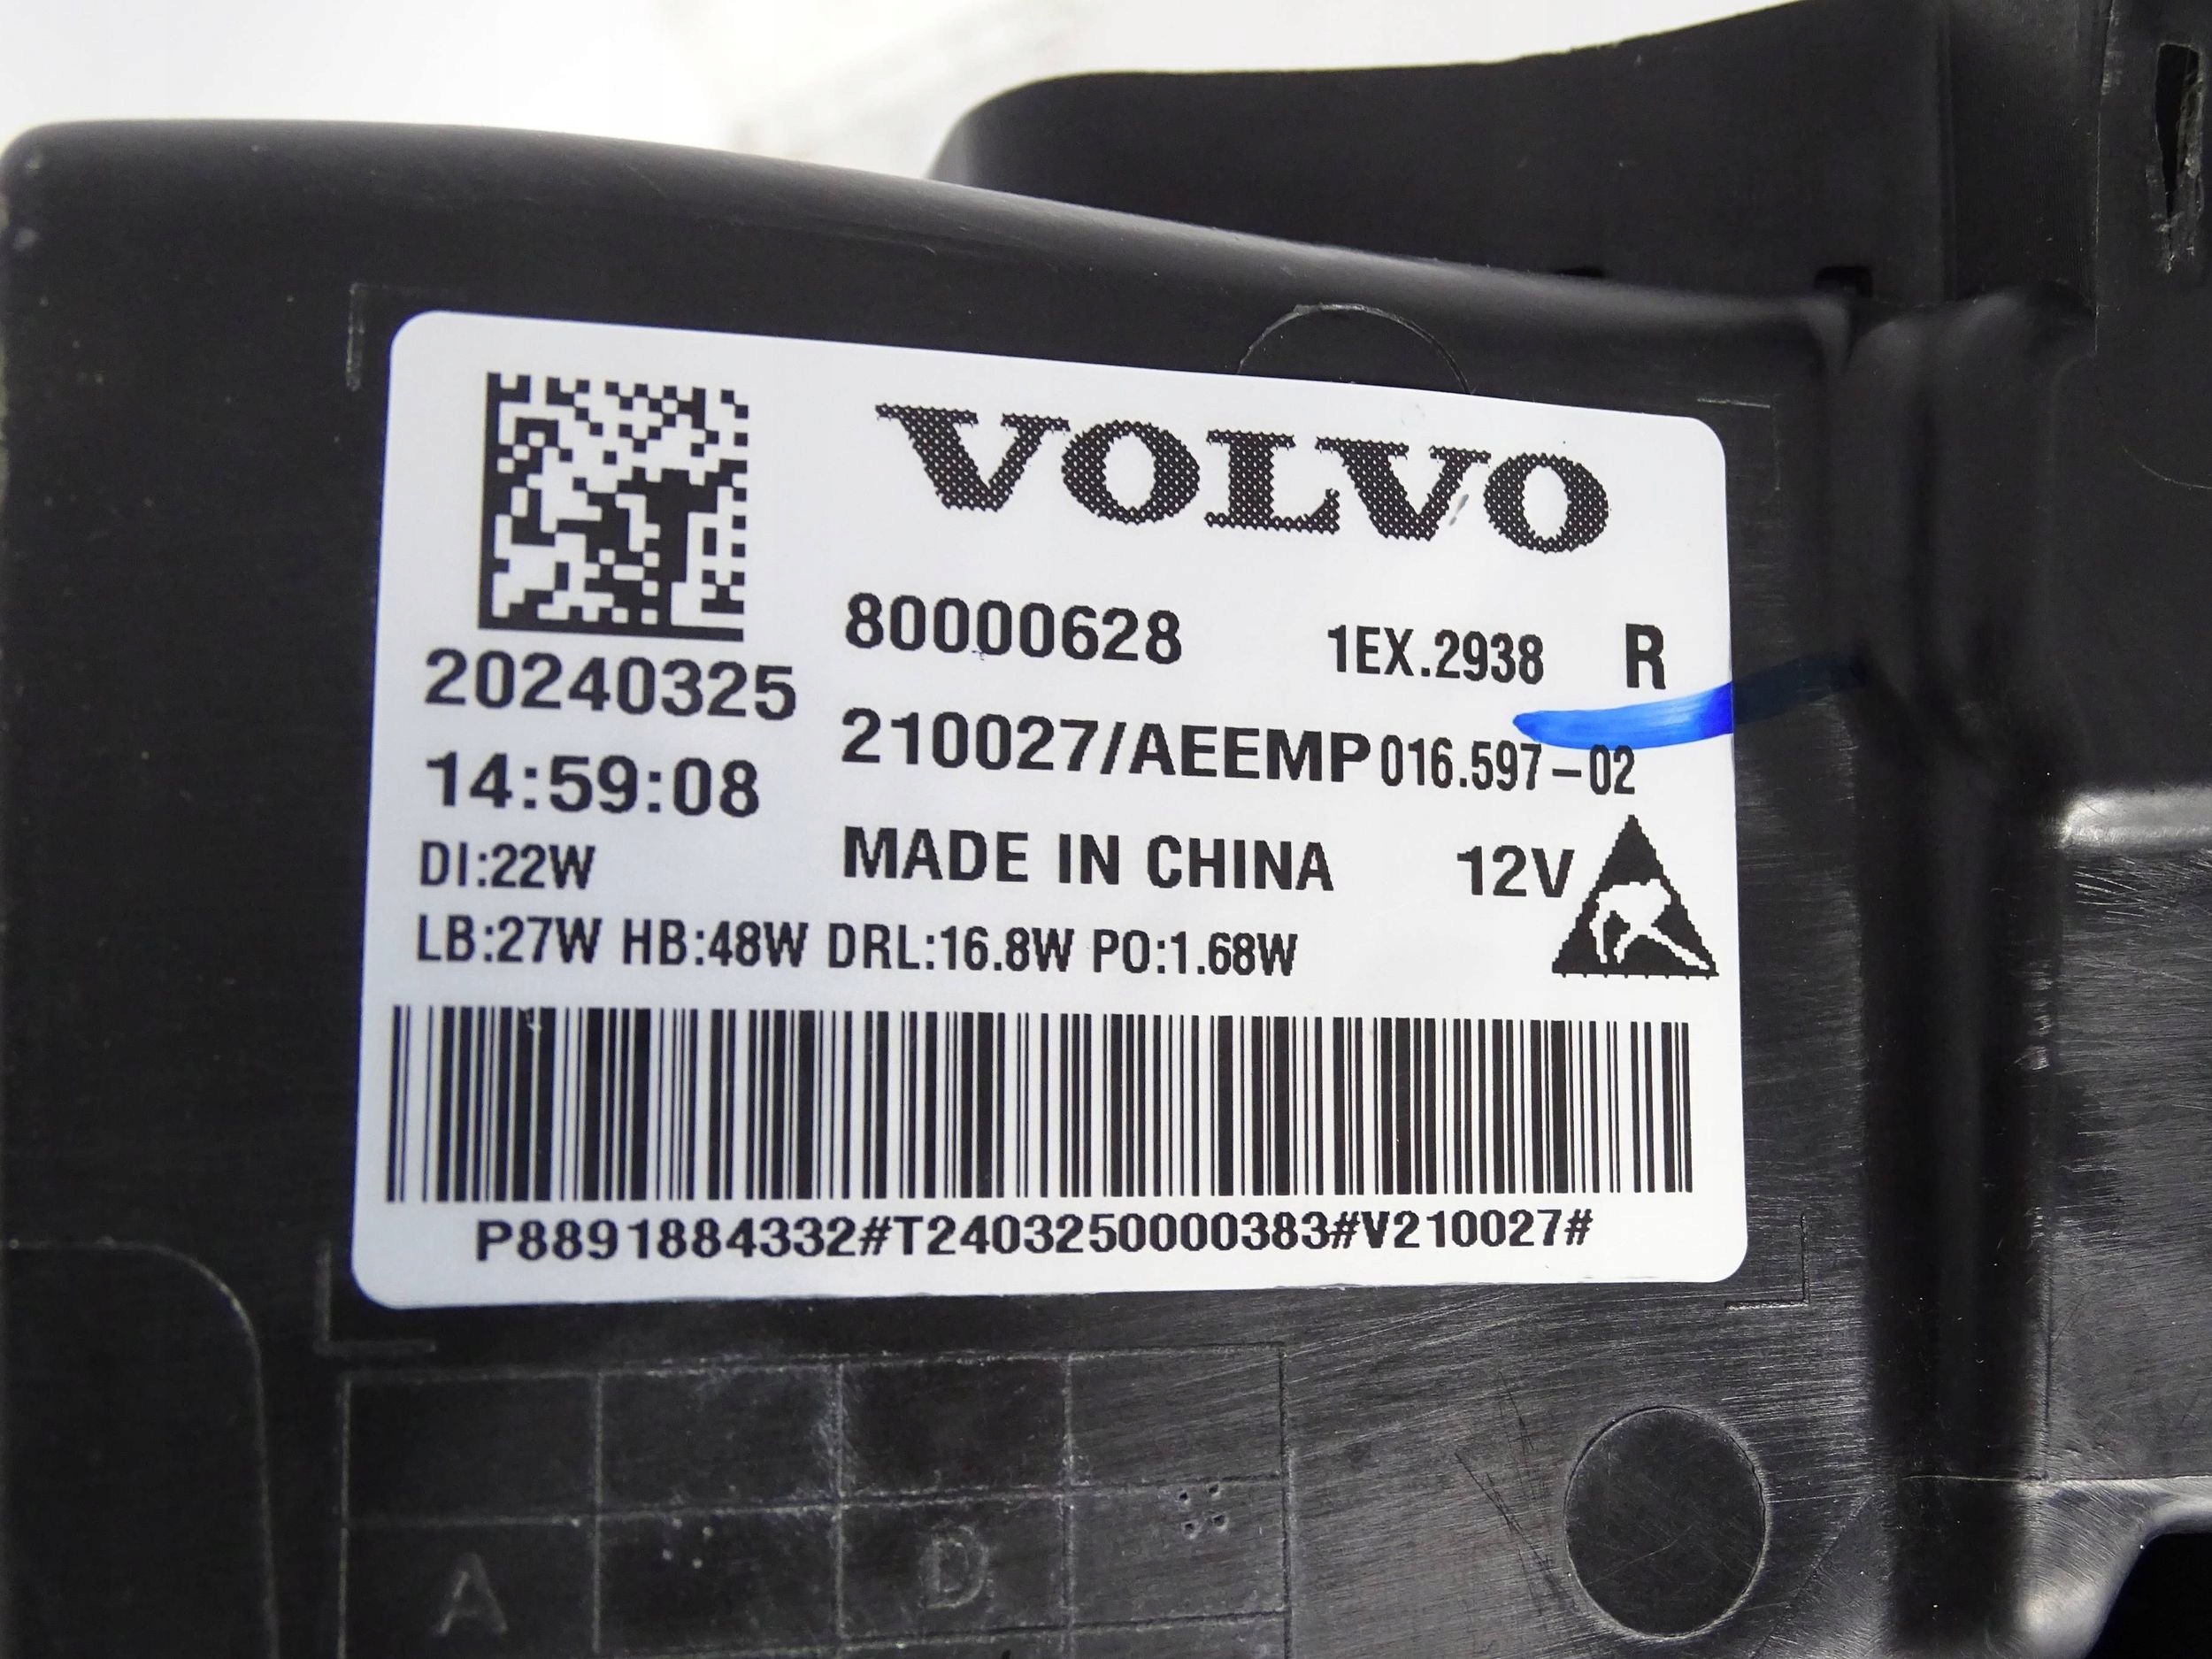 VOLVO
80000628 1EX.2938 R
20240325
210027/AEEMP 016.597-02
14:59:08
MADE IN CHINA 12V
DI:22W
LB:27W HB:48W DRL:16.8W PO:1.68W
P8891884332#T2403250000383#V210027#
A D